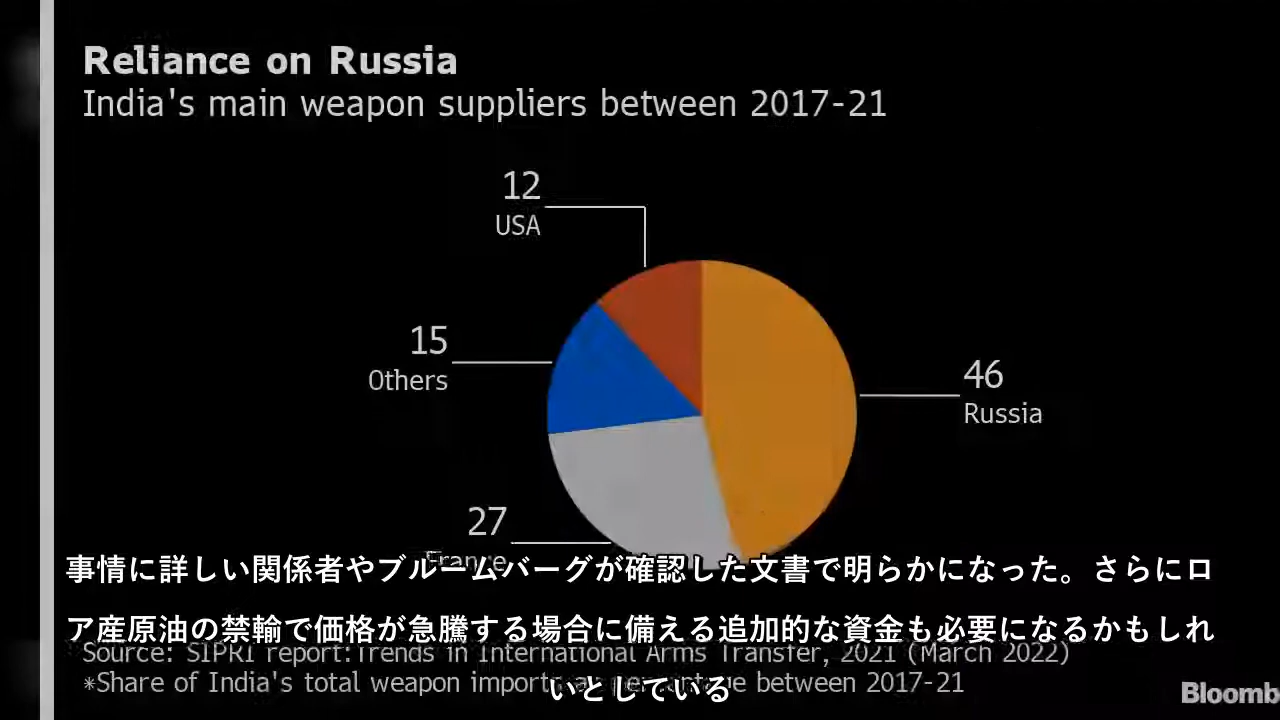 Reliance on Russia
India's main weapon suppliers between 2017-21
12
USA
15
Others
46
Russia
27
France
事情に詳しい関係者やブルームバーグが確認した文書で明らかになった。さらにロ
ア産原油の禁輸で価格が急騰する場合に備える追加的な資金も必要になるかもしれ
いとしている
Source: SIPRI report:Trends in International Arms Transfer, 2021 (March 2022)
*Share of India's total weapon import between 2017-21
Bloomb